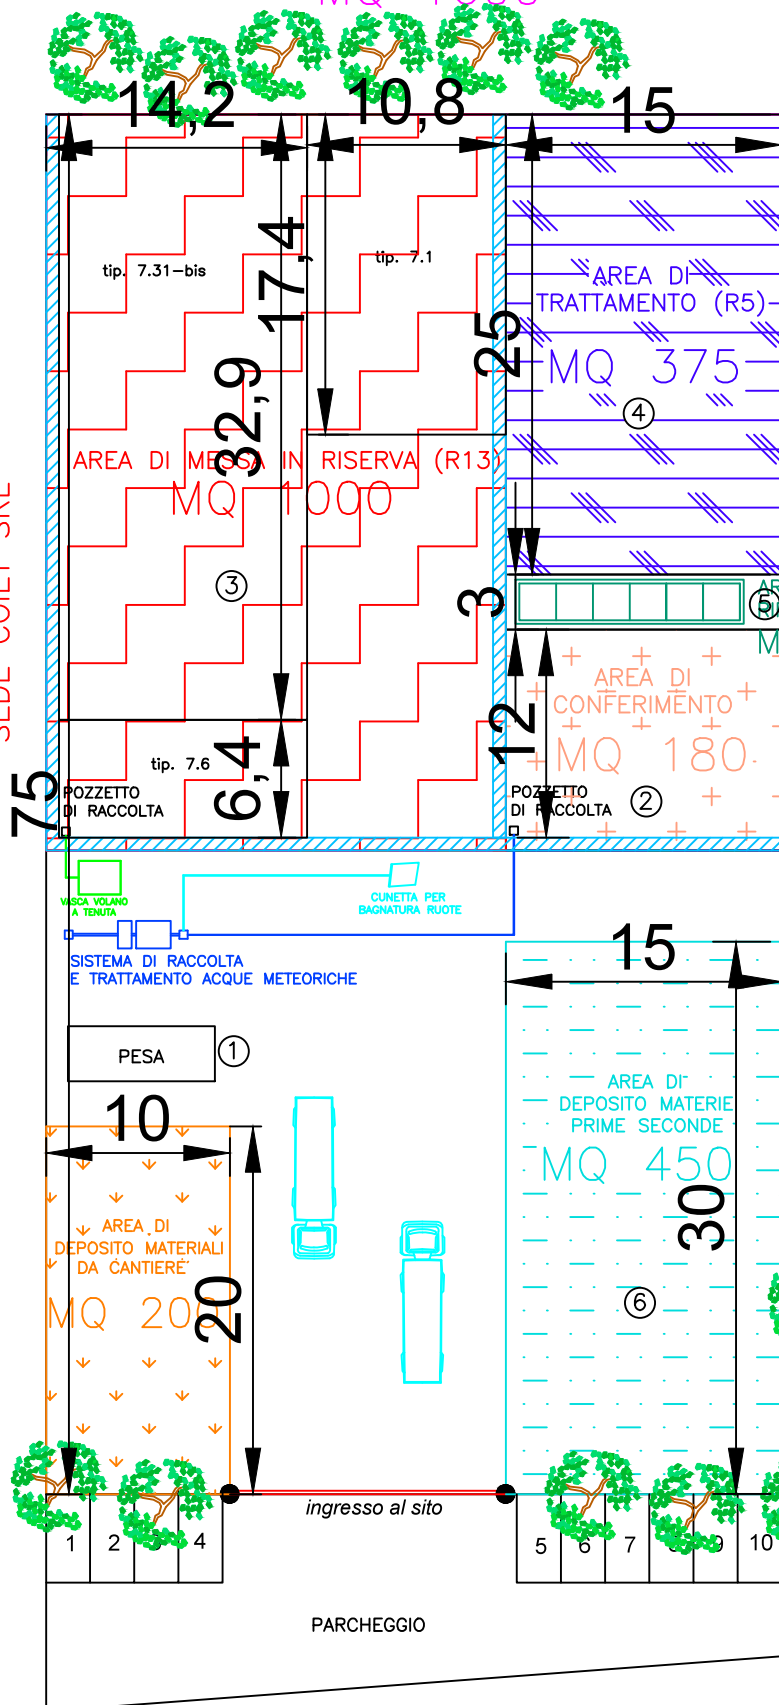 14,2
10,8
15
tip. 7.31-bis
17,4
tip. 7.1
AREA DI
TRATTAMENTO (R5)
25
MQ 375
4
32,9
AREA DI MESSA IN RISERVA (R13)
MQ 1000
3
3
5
AREA DI
CONFERIMENTO
12
MQ 180
2
tip. 7.6
6,4
75
POZZETTO
DI RACCOLTA
POZZETTO
DI RACCOLTA
VASCA VOLANO
A TENUTA
CUNETTA PER
BAGNATURA RUOTE
SISTEMA DI RACCOLTA
E TRATTAMENTO ACQUE METEORICHE
15
PESA
1
AREA DI
DEPOSITO MATERIE
PRIME SECONDE
MQ 450
30
6
10
AREA DI
DEPOSITO MATERIALI
DA CANTIERE
MQ 200
20
ingresso al sito
1 2 3 4
5 6 7 8 9 10
PARCHEGGIO